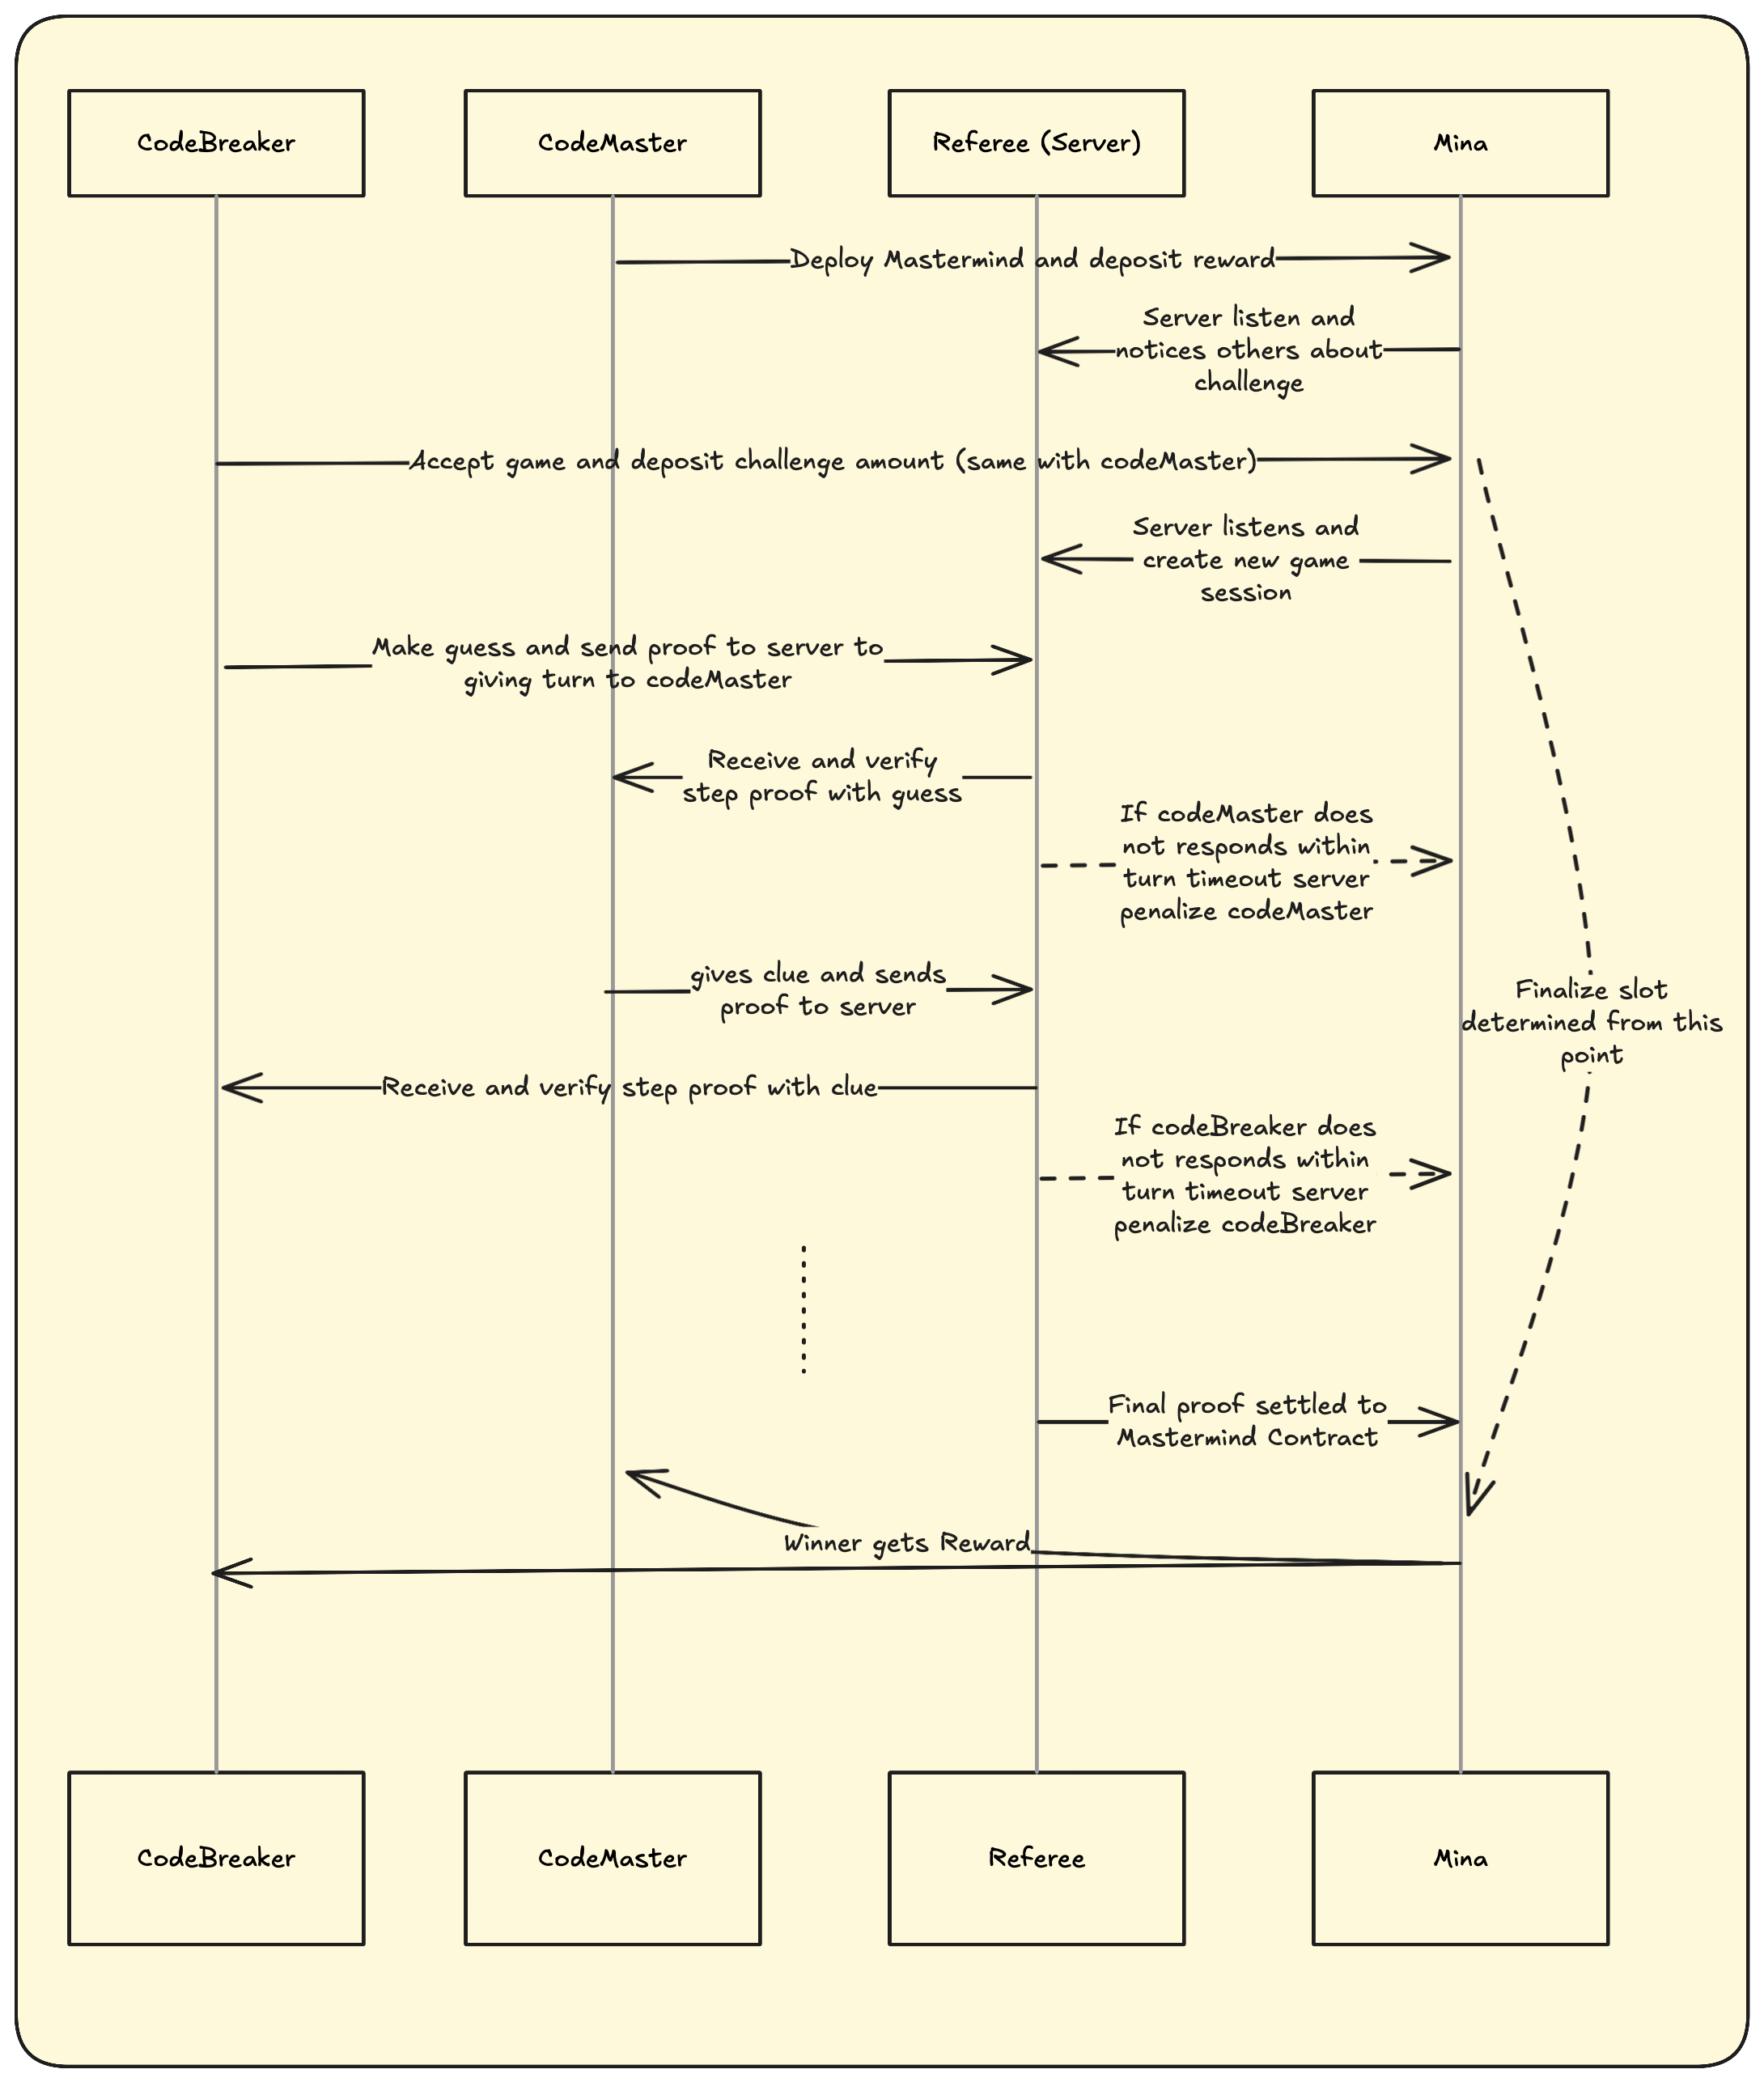 CodeBreaker
CodeMaster
Referee (Server)
Mina
Deploy Mastermind and deposit reward
Server listen and
notices others about
challenge
Accept game and deposit challenge amount (same with codeMaster)
Server listens and
create new game
session
Make guess and send proof to server to
giving turn to codeMaster
Receive and verify
step proof with guess
If codeMaster does
not responds within
turn timeout server
penalize codeMaster
gives clue and sends
proof to server
Finalize slot
determined from this
point
Receive and verify step proof with clue
If codeBreaker does
not responds within
turn timeout server
penalize codeBreaker
Final proof settled to
Mastermind Contract
Winner gets Reward
CodeBreaker
CodeMaster
Referee
Mina